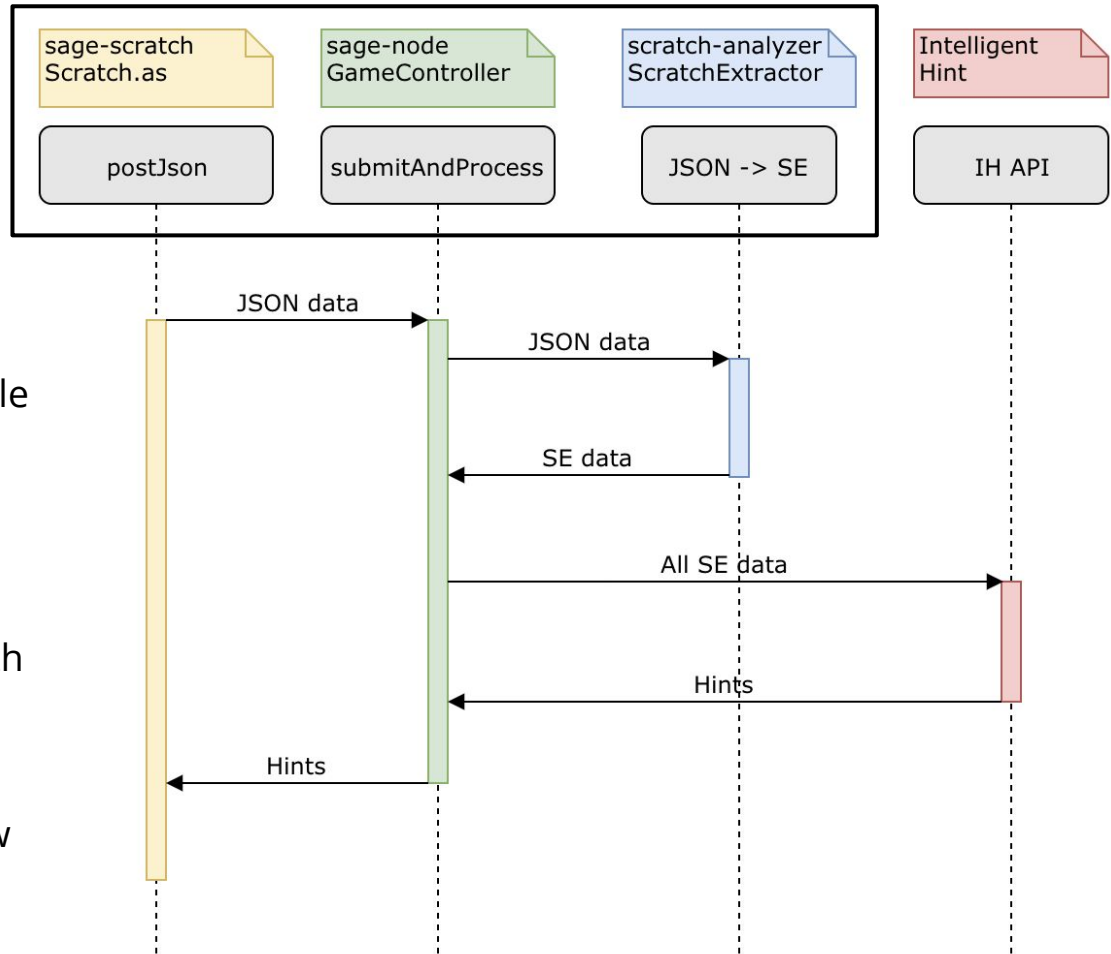 sage-scratch
Scratch.as
sage-node
GameController
scratch-analyzer
ScratchExtractor
Intelligent
Hint
postJson
submitAndProcess
JSON -> SE
IH API
JSON data
JSON data
le
SE data
All SE data
h
Hints
Hints
w